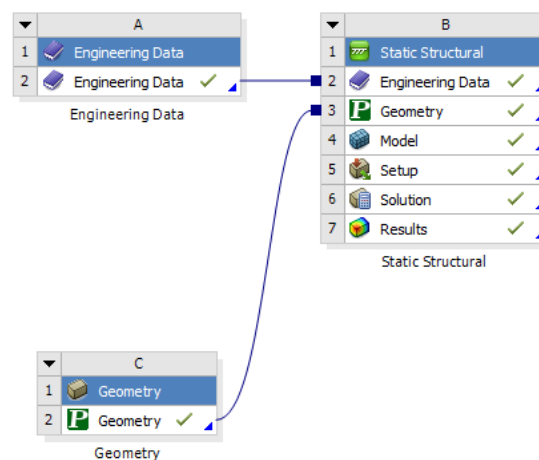 A
1 Engineering Data
2 Engineering Data
Engineering Data
B
1 Static Structural
2 Engineering Data
3 P Geometry
4 Model
5 Setup
6 Solution
7 Results
Static Structural
C
1 Geometry
2 P Geometry
Geometry